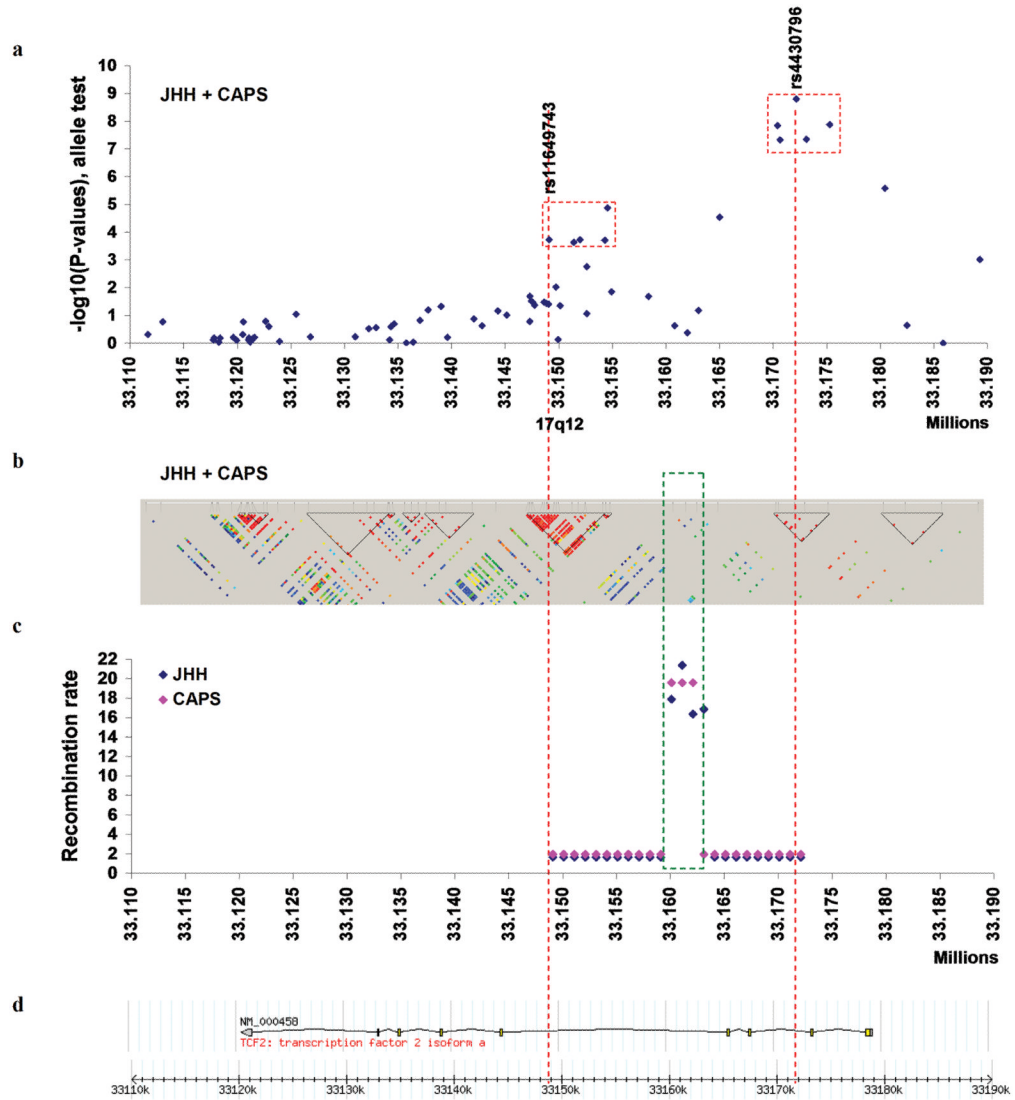 a
10
9
8
7
6
5
4
3
2
1
0
-log10(P-values), allele test
JHH + CAPS
rs11649743
rs4430796
33.110
33.115
33.120
33.125
33.130
33.135
33.140
33.145
33.150
33.155
33.160
33.165
33.170
33.175
33.180
33.185
33.190
17q12
Millions
b
JHH + CAPS
c
22
20
18
16
14
12
10
8
6
4
2
0
Recombination rate
JHH
CAPS
33.110
33.115
33.120
33.125
33.130
33.135
33.140
33.145
33.150
33.155
33.160
33.165
33.170
33.175
33.180
33.185
33.190
Millions
d
NM_000458
TCF2: transcription factor 2 isoform a
33110k
33120k
33130k
33140k
33150k
33160k
33170k
33180k
33190k